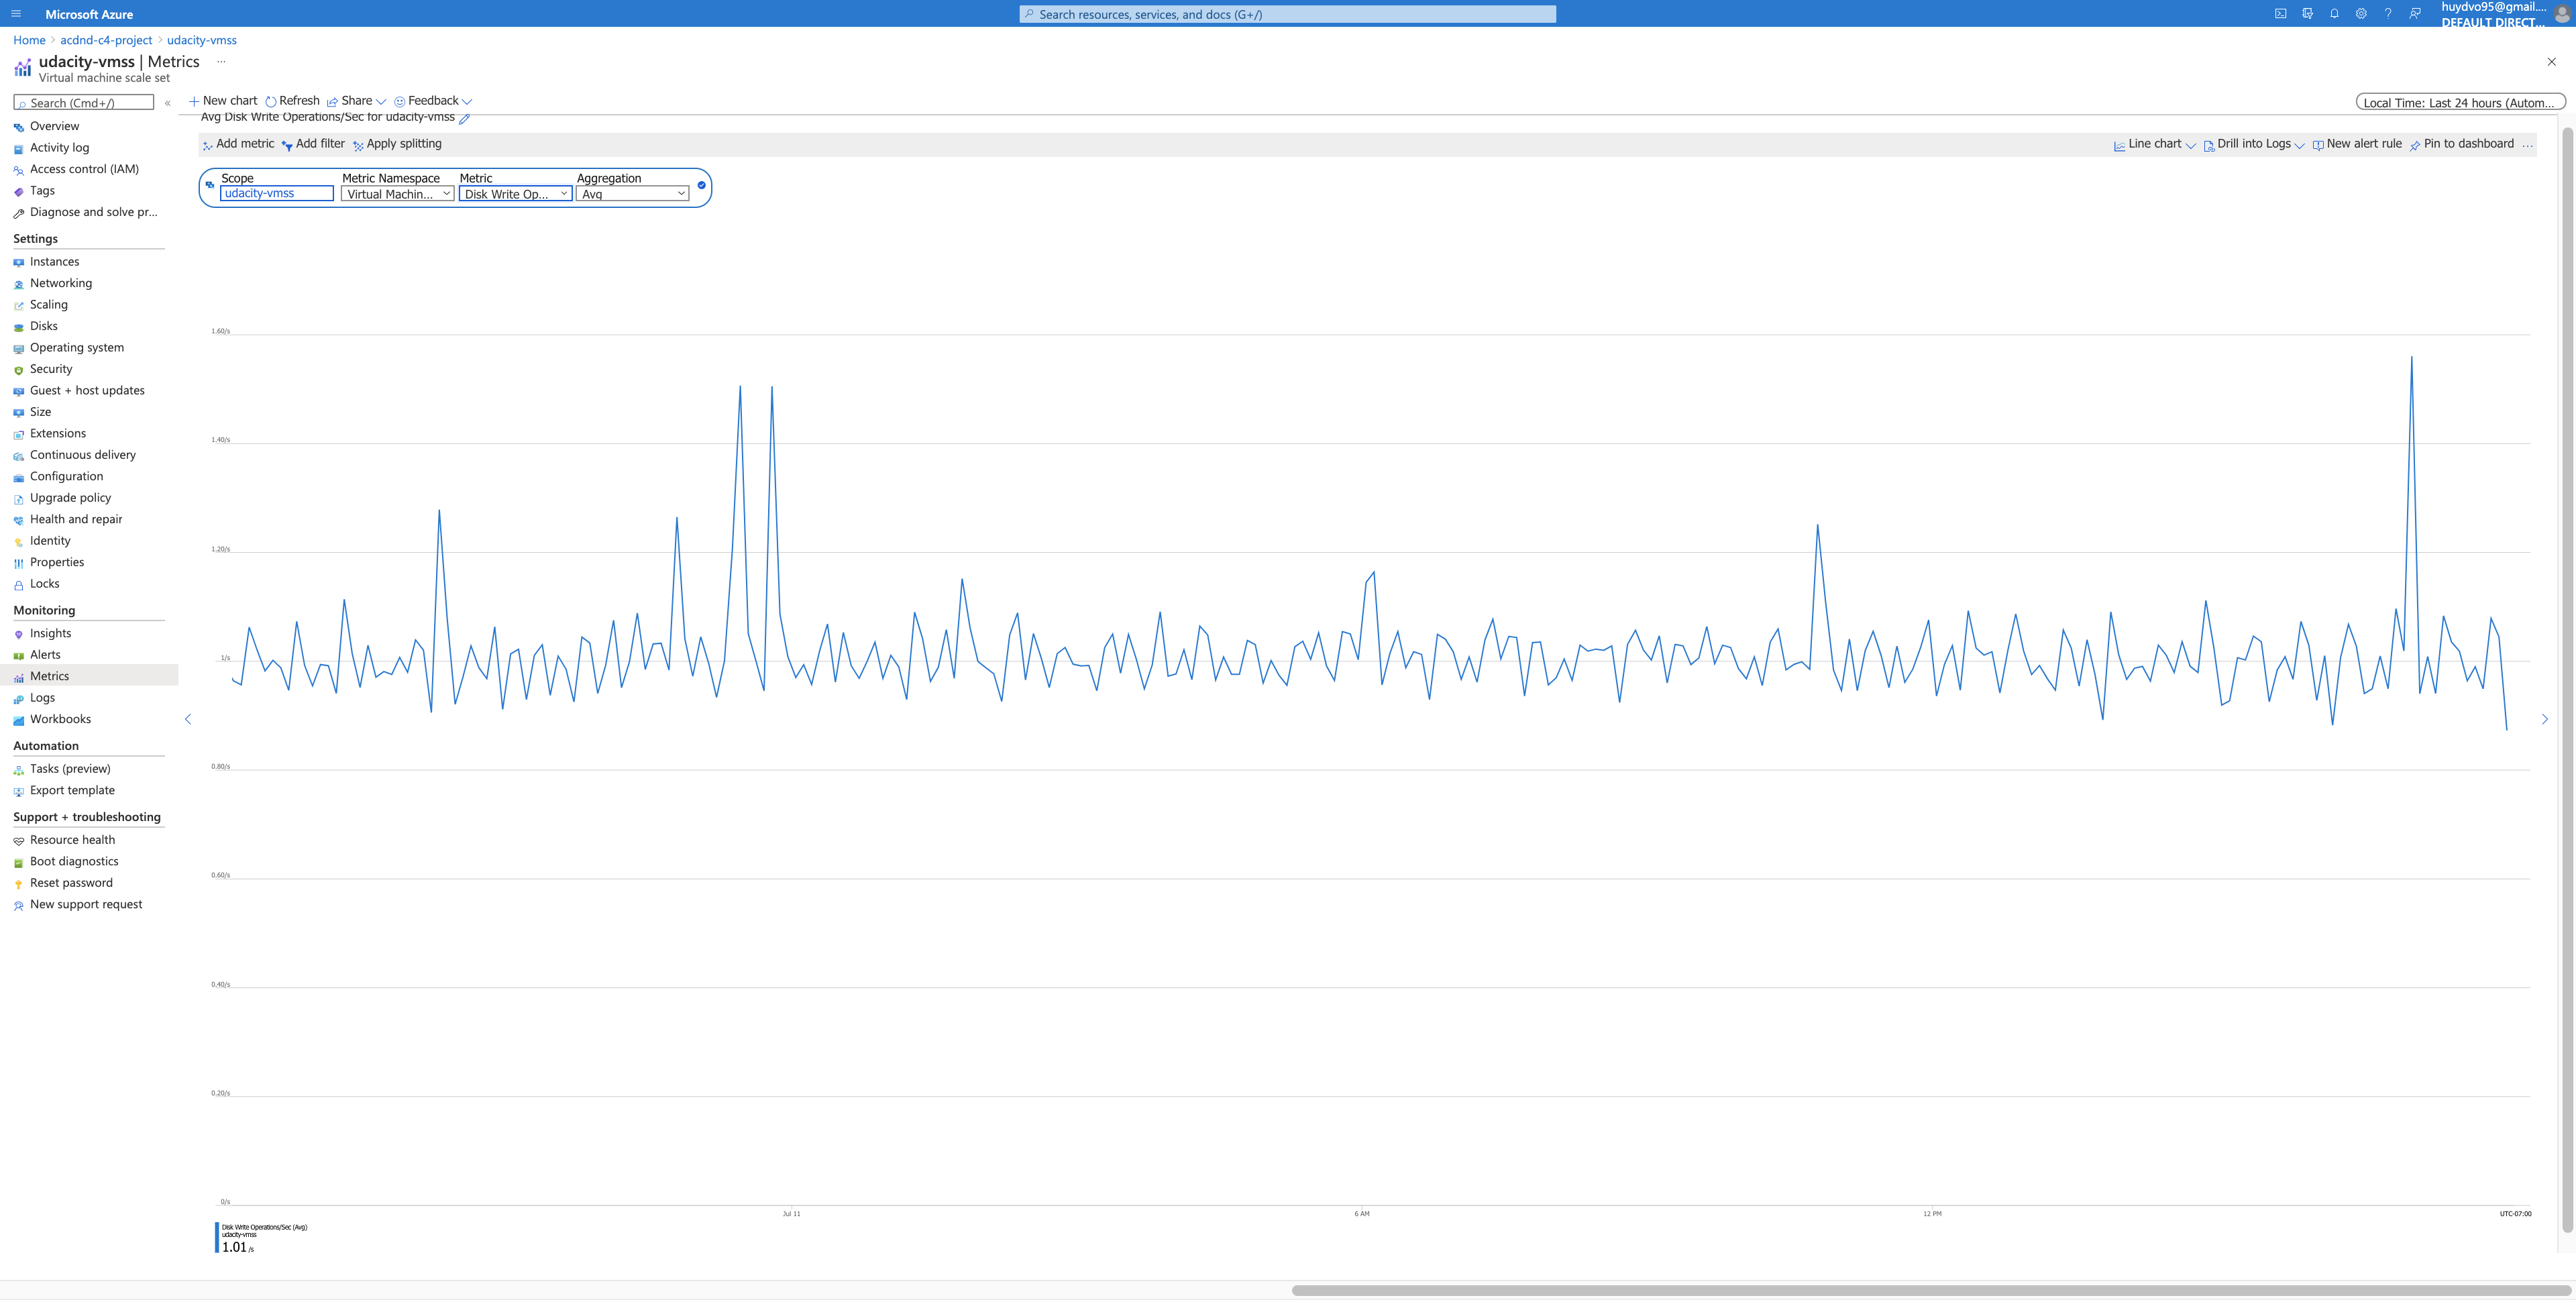 Microsoft Azure
Search resources, services, and docs (G+/)
huydvo95@gmail....
DEFAULT DIRECT...
Home > acdnd-c4-project > udacity-vmss
udacity-vmss | Metrics ...
Virtual machine scale set
Search (Cmd+/) «
New chart Refresh Share Feedback
Local Time: Last 24 hours (Autom...
Avg Disk Write Operations/Sec for udacity-vmss
Add metric Add filter Apply splitting
Line chart Drill into Logs New alert rule Pin to dashboard ...
Scope Metric Namespace Metric Aggregation
udacity-vmss Virtual Machin... Disk Write Op... Avg
Overview
Activity log
Access control (IAM)
Tags
Diagnose and solve pr...
Settings
Instances
Networking
Scaling
Disks
Operating system
Security
Guest + host updates
Size
Extensions
Continuous delivery
Configuration
Upgrade policy
Health and repair
Identity
Properties
Locks
Monitoring
Insights
Alerts
Metrics
Logs
Workbooks
Automation
Tasks (preview)
Export template
Support + troubleshooting
Resource health
Boot diagnostics
Reset password
New support request
1.60/s
1.40/s
1.20/s
1/s
0.80/s
0.60/s
0.40/s
0.20/s
0/s
Jul 11 6 AM 12 PM UTC-07:00
Disk Write Operations/Sec (Avg)
udacity-vmss
1.01 /s